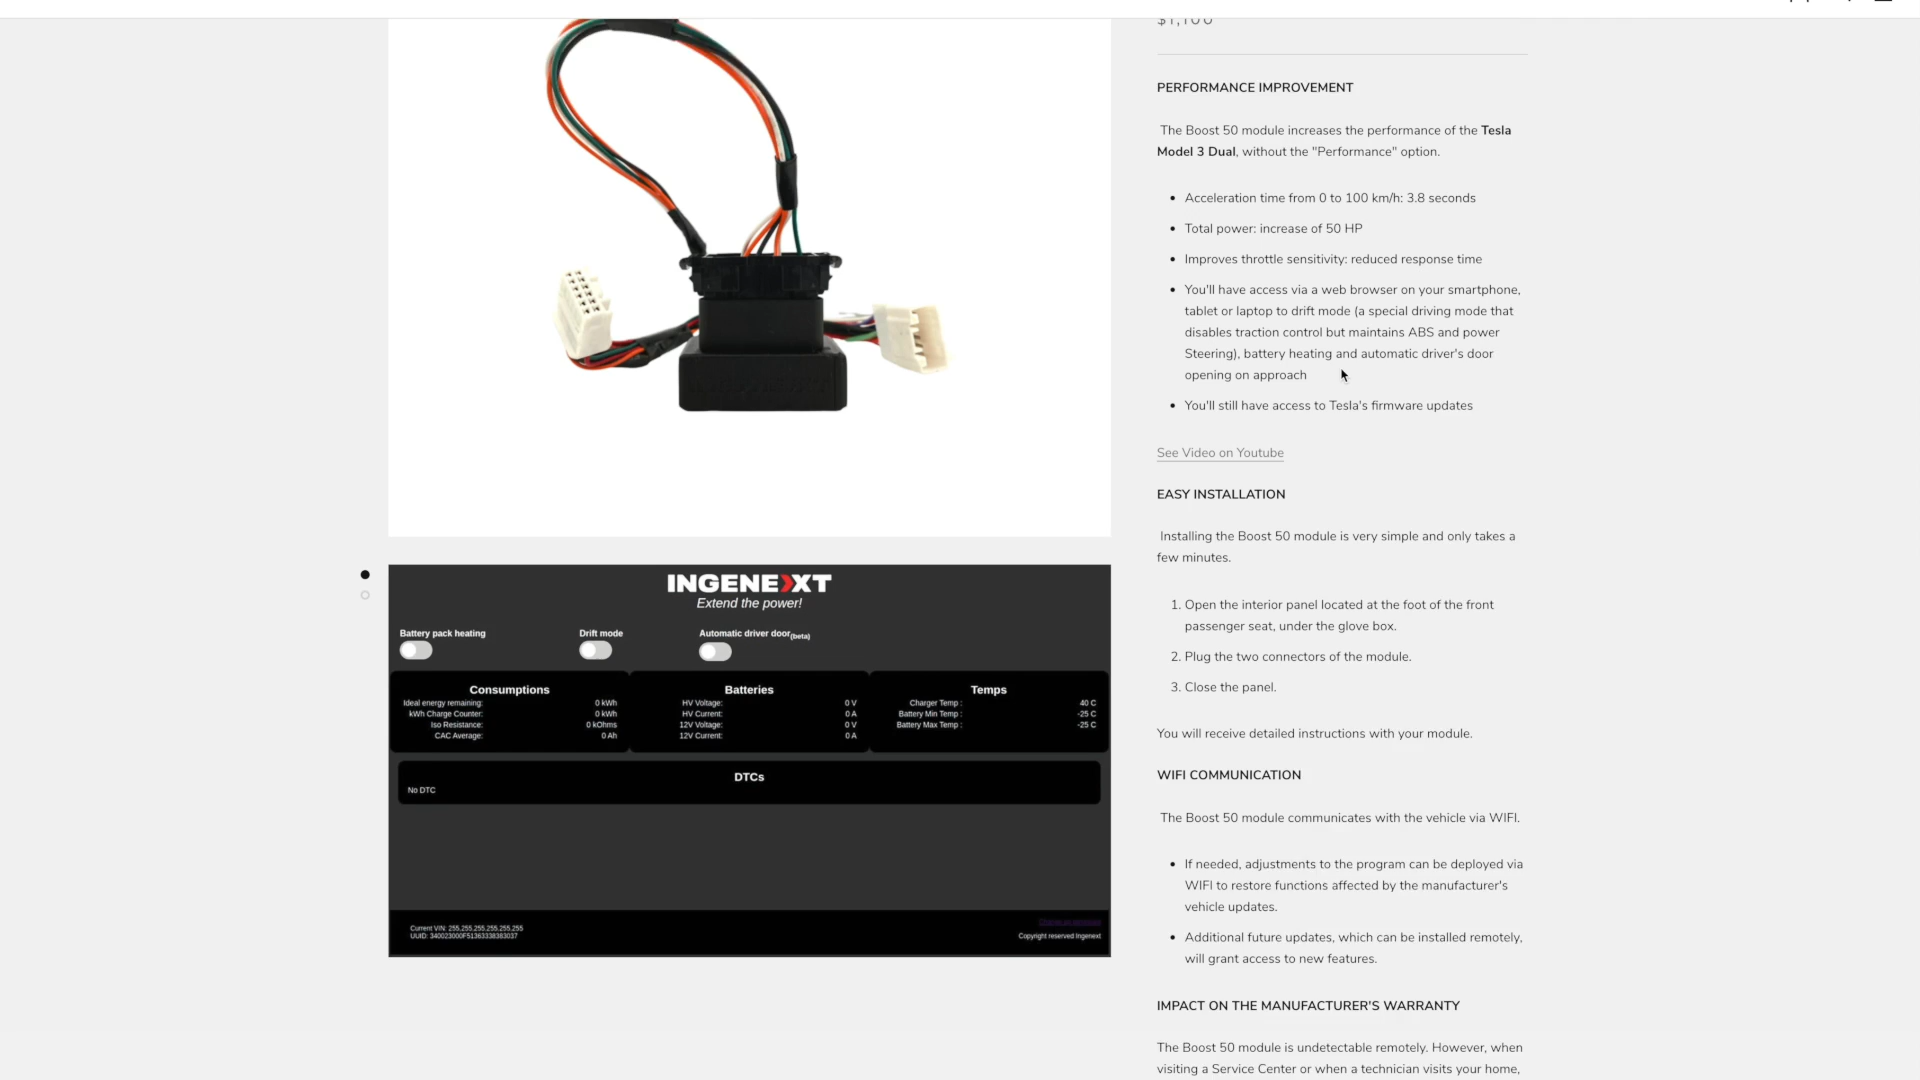 PERFORMANCE IMPROVEMENT
The Boost 50 module increases the performance of the Tesla
Model 3 Dual, without the "Performance" option.
Acceleration time from 0 to 100 km/h: 3.8 seconds
Total power: increase of 50 HP
Improves throttle sensitivity: reduced response time
You'll have access via a web browser on your smartphone,
tablet or laptop to drift mode (a special driving mode that
disables traction control but maintains ABS and power
Steering), battery heating and automatic driver's door
opening on approach
You'll still have access to Tesla's firmware updates
See Video on Youtube
EASY INSTALLATION
Installing the Boost 50 module is very simple and only takes a
few minutes.
1. Open the interior panel located at the foot of the front
passenger seat, under the glove box.
2. Plug the two connectors of the module.
3. Close the panel.
You will receive detailed instructions with your module.
WIFI COMMUNICATION
The Boost 50 module communicates with the vehicle via WIFI.
If needed, adjustments to the program can be deployed via
WIFI to restore functions affected by the manufacturer's
vehicle updates.
Additional future updates, which can be installed remotely,
will grant access to new features.
IMPACT ON THE MANUFACTURER'S WARRANTY
The Boost 50 module is undetectable remotely. However, when
visiting a Service Center or when a technician visits your home,
INGENEXT
Extend the power!
Battery pack heating
Drift mode
Automatic driver door(beta)
Consumptions
Ideal energy remaining: 0 kWh
kWh Charge Counter: 0 kWh
Iso Resistance: 0 kOhms
CAC Average: 0 Ah
Batteries
HV Voltage: 0 V
HV Current: 0 A
12V Voltage: 0 V
12V Current: 0 A
Temps
Charger Temp : 40 C
Battery Min Temp : -25 C
Battery Max Temp : -25 C
DTCs
No DTC
Current VIN: 255,255,255,255,255,255
UUID: 340023000F51363338383037
Copyright reserved Ingenext